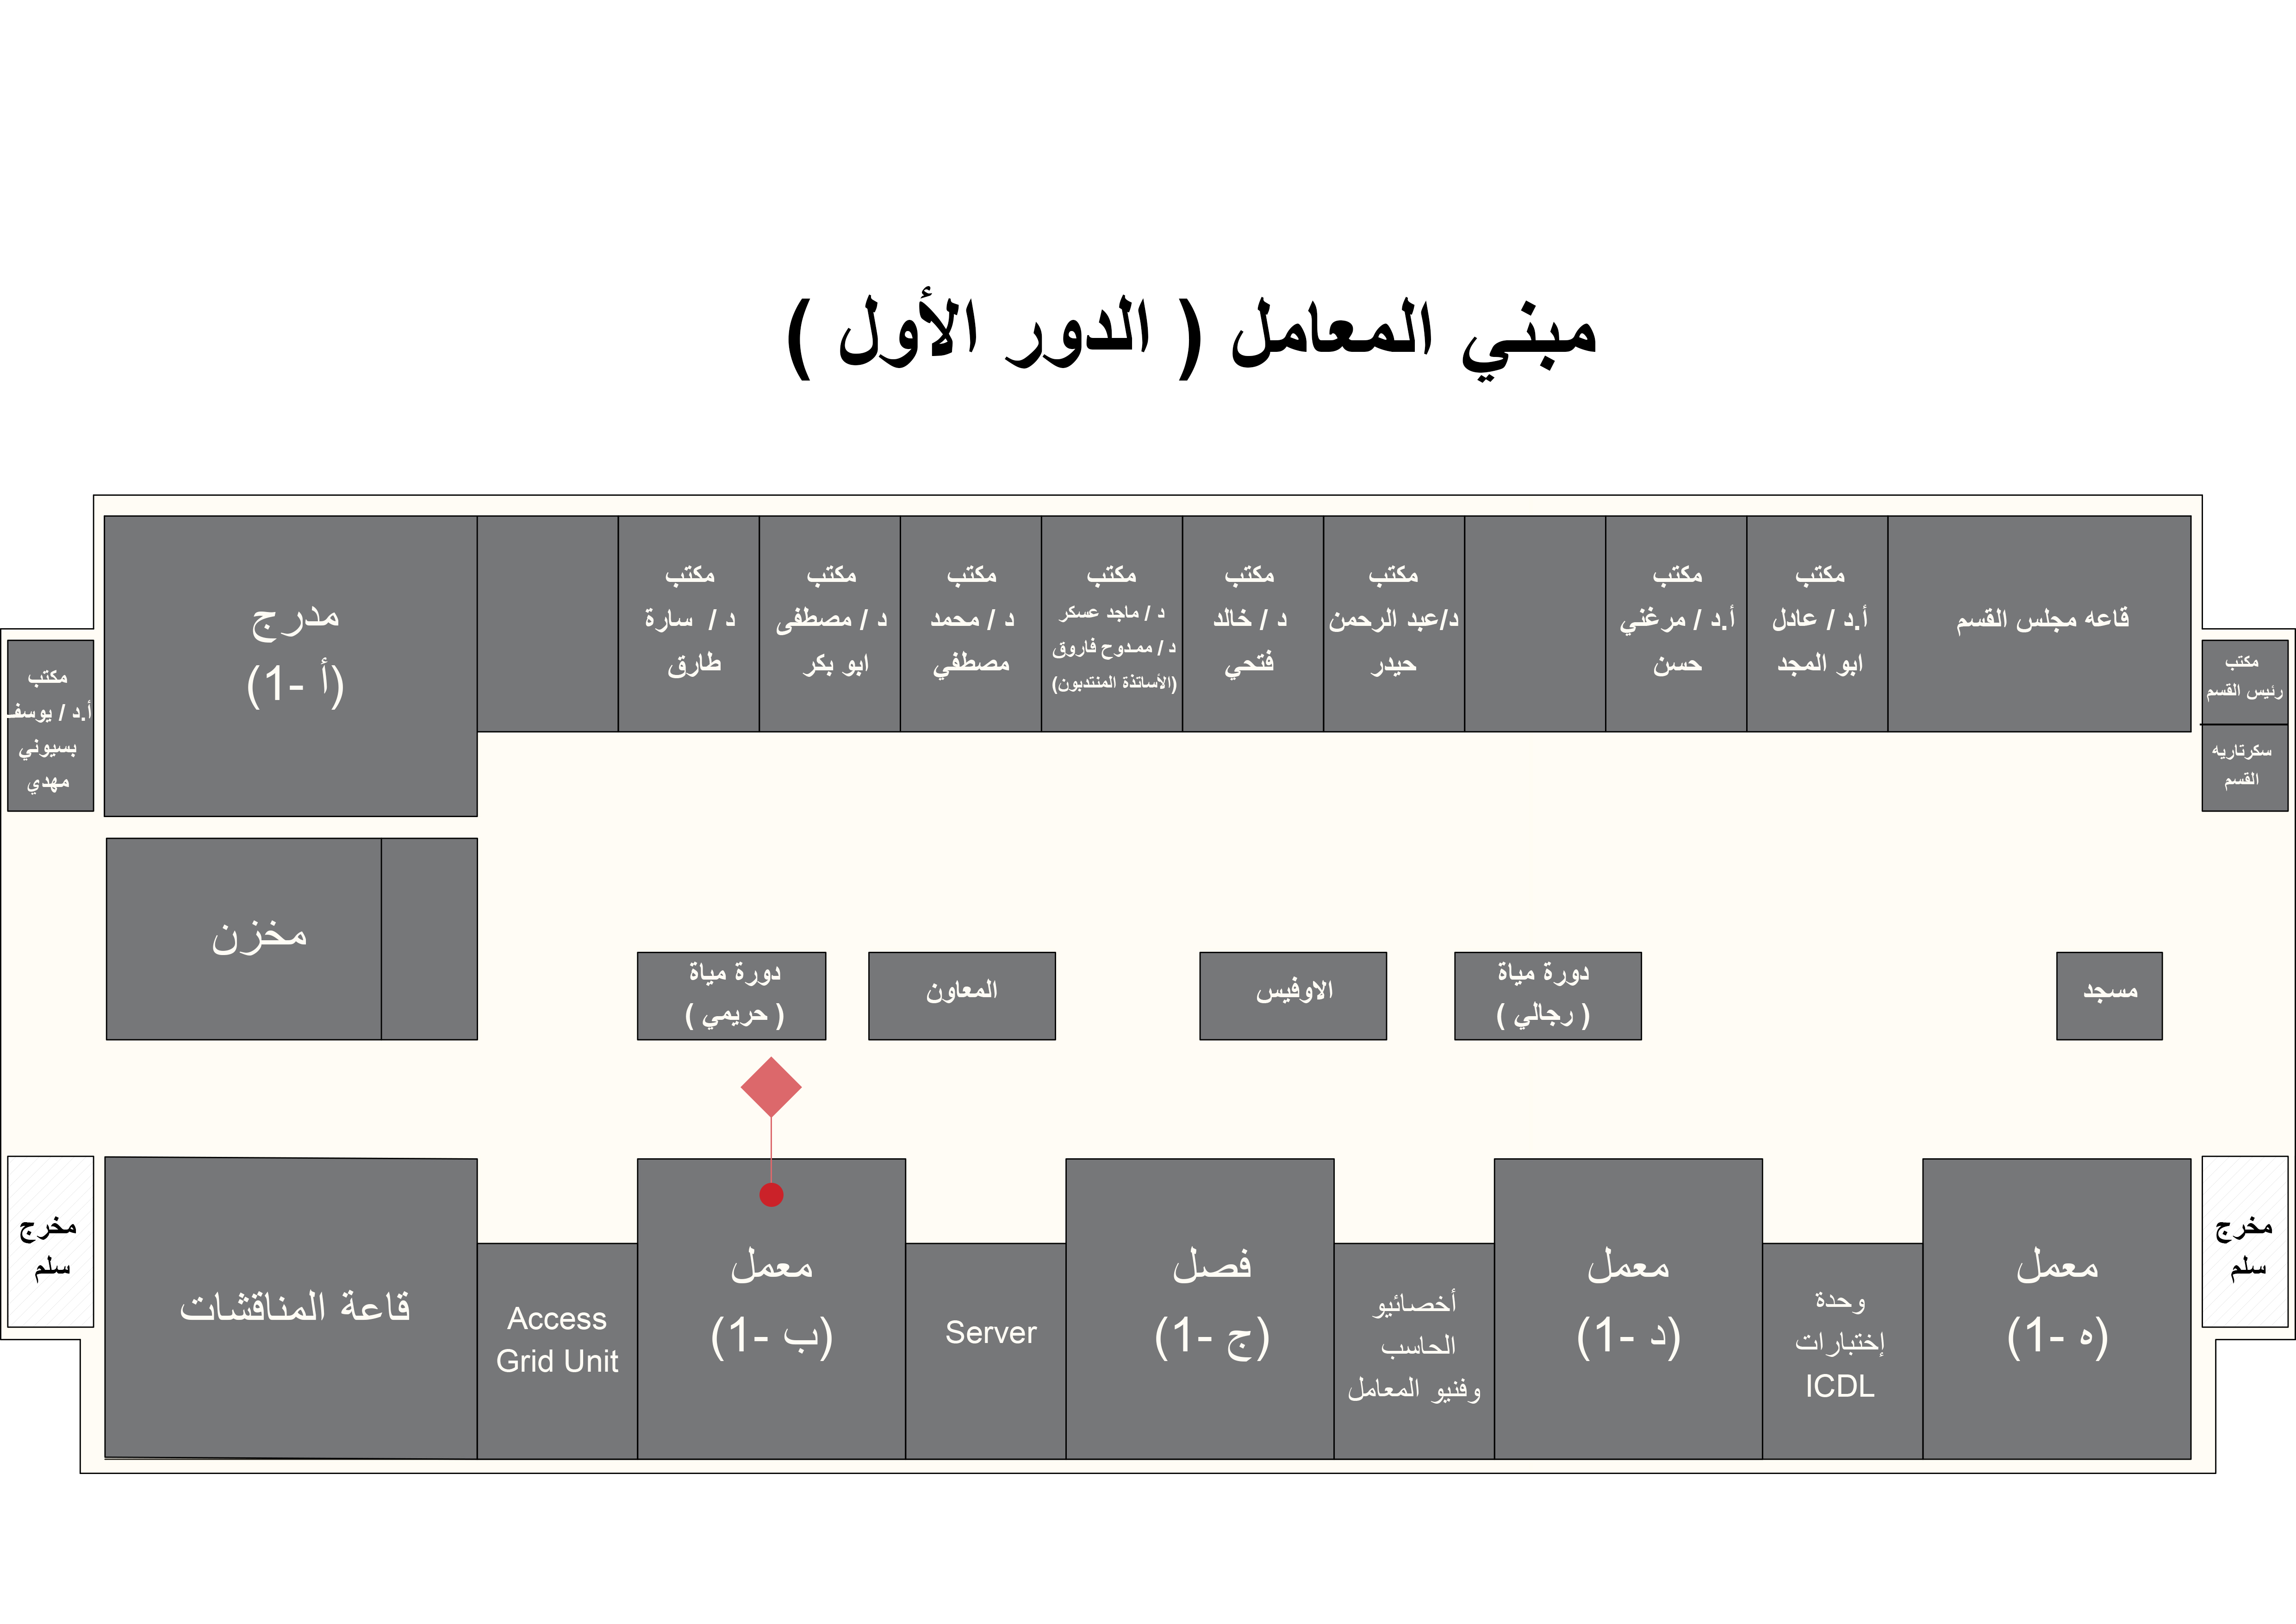 مبني المعامل ( الدور الأول )
قاعه مجلس القسم
مكتب
أ.د / عادل
ابو المجد
مكتب
أ.د / مرغني
حسن
مكتب
د/عبد الرحمن
حيدر
مكتب
د / خالد
فتحي
مكتب
د / ماجد عسكر
د / ممدوح فاروق
(الأساتذة المنتدبون)
مكتب
د / محمد
مصطفي
مكتب
د / مصطفى
ابو بكر
مكتب
د / سارة
طارق
مدرج
(أ -1)
مكتب
رئيس القسم
سكرتاريه
القسم
مكتب
أ.د / يوسف
بسيوني
مهدي
مسجد
دورة مياة
( رجالي )
الاوفيس
المعاون
دورة مياة
( حريمي )
مخزن
مخرج
سلم
معمل
(ه -1)
وحدة
إختبارات
ICDL
معمل
(د -1)
أخصائيو
الحاسب
وفنيو المعامل
فصل
(ج -1)
Server
معمل
(ب -1)
Access
Grid Unit
قاعة المناقشات
مخرج
سلم